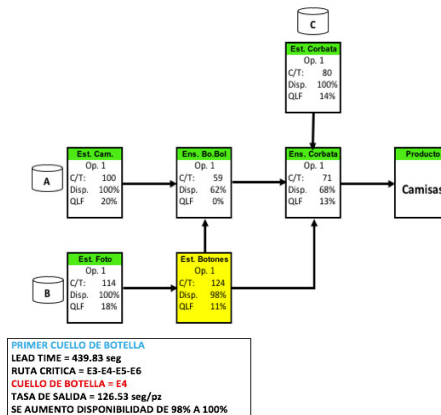 C
Est. Corbata
Op. 1
C/T: 80
Disp. 100%
QLF 14%
A
Est. Cam.
Op. 1
C/T: 100
Disp. 100%
QLF 20%
Ens. Bo.Bol
Op. 1
C/T: 59
Disp. 62%
QLF 0%
Ens. Corbata
Op. 1
C/T: 71
Disp. 68%
QLF 13%
Producto
Camisas
B
Est. Foto
Op. 1
C/T: 114
Disp. 100%
QLF 18%
Est. Botones
Op. 1
C/T: 124
Disp. 98%
QLF 11%
PRIMER CUELLO DE BOTELLA
LEAD TIME = 439.83 seg
RUTA CRITICA = E3-E4-E5-E6
CUELLO DE BOTELLA = E4
TASA DE SALIDA = 126.53 seg/pz
SE AUMENTO DISPONIBILIDAD DE 98% A 100%